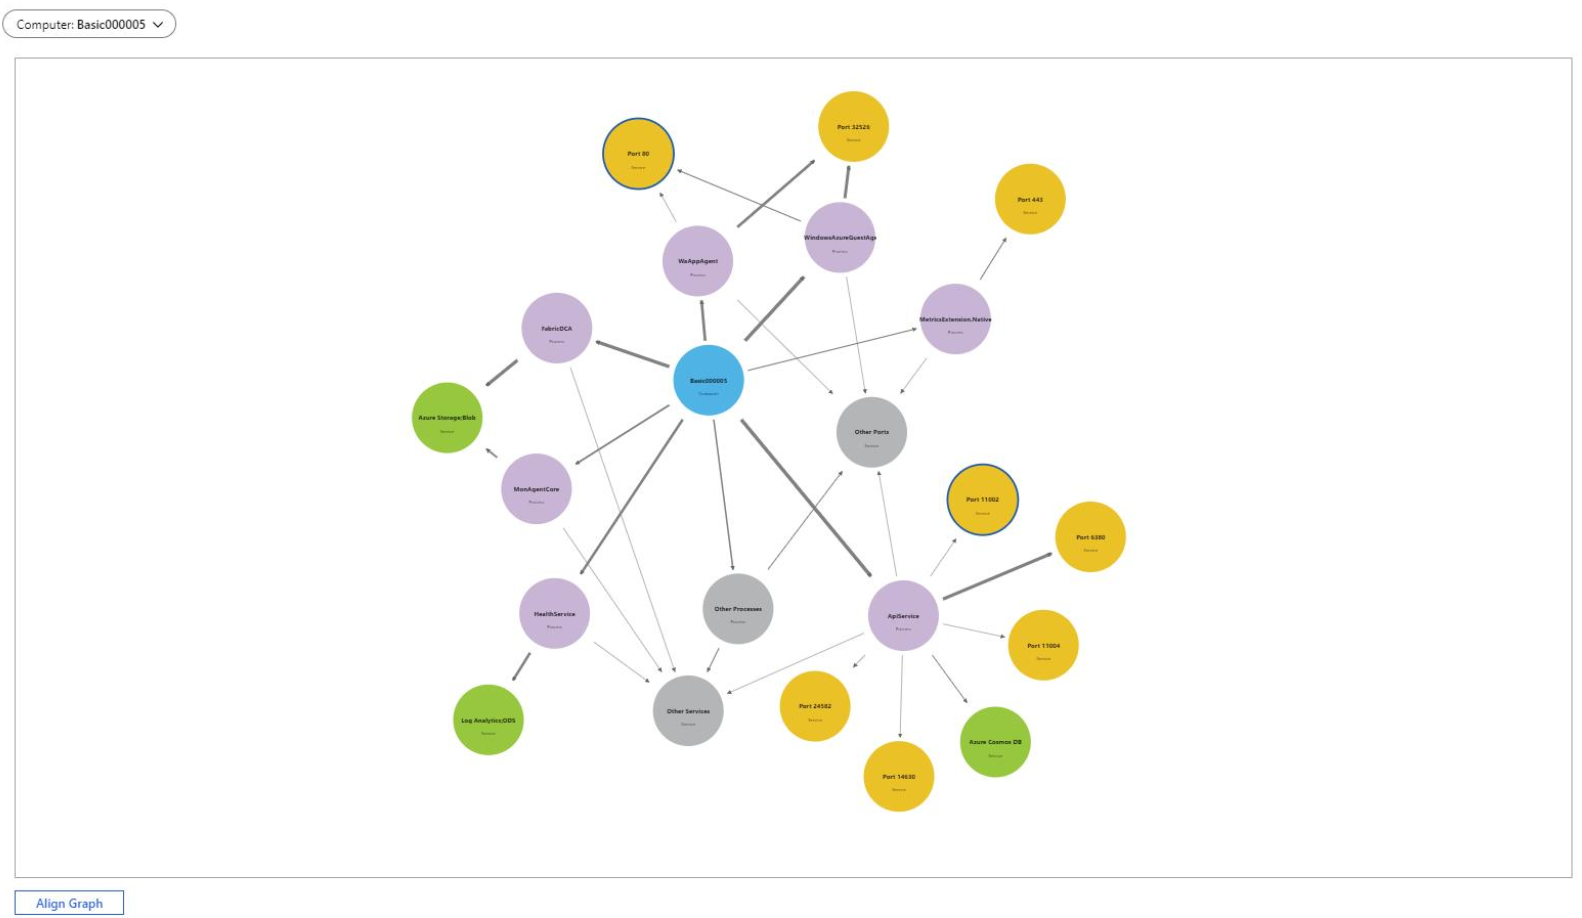 Computer: Basic000005
Port 32526
Service
Port 80
Service
Port 443
Service
WindowsAzureGuestAge
Process
WaAppAgent
Process
MetricsExtension.Native
Process
FabricDCA
Process
Basic000005
Computer
Azure Storage;Blob
Service
Other Ports
Service
MonAgentCore
Process
Port 11002
Service
Port 6380
Service
HealthService
Process
Other Processes
Process
ApiService
Process
Port 11004
Service
Other Services
Service
Port 24582
Service
Log Analytics;ODS
Service
Azure Cosmos DB
Service
Port 14630
Service
Align Graph